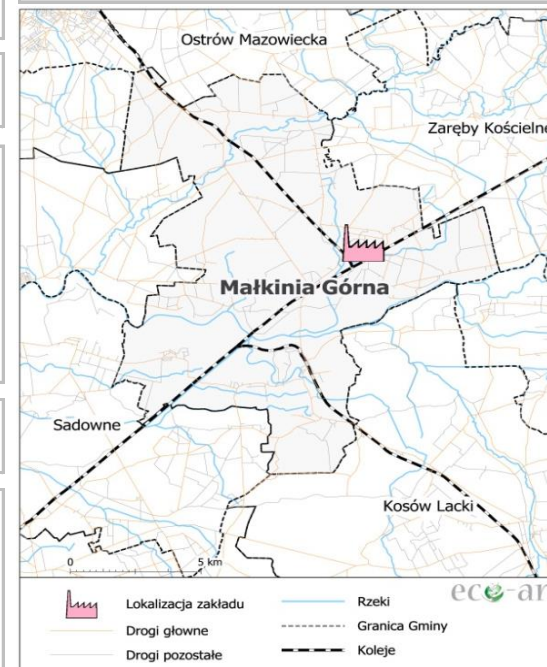 Ostrów Mazowiecka
Zaręby Kościelne
Małkinia Górna
Sadowne
Kosów Lacki
0 5 km
Lokalizacja zakładu
Drogi głowne
Drogi pozostałe
Rzeki
Granica Gminy
Koleje